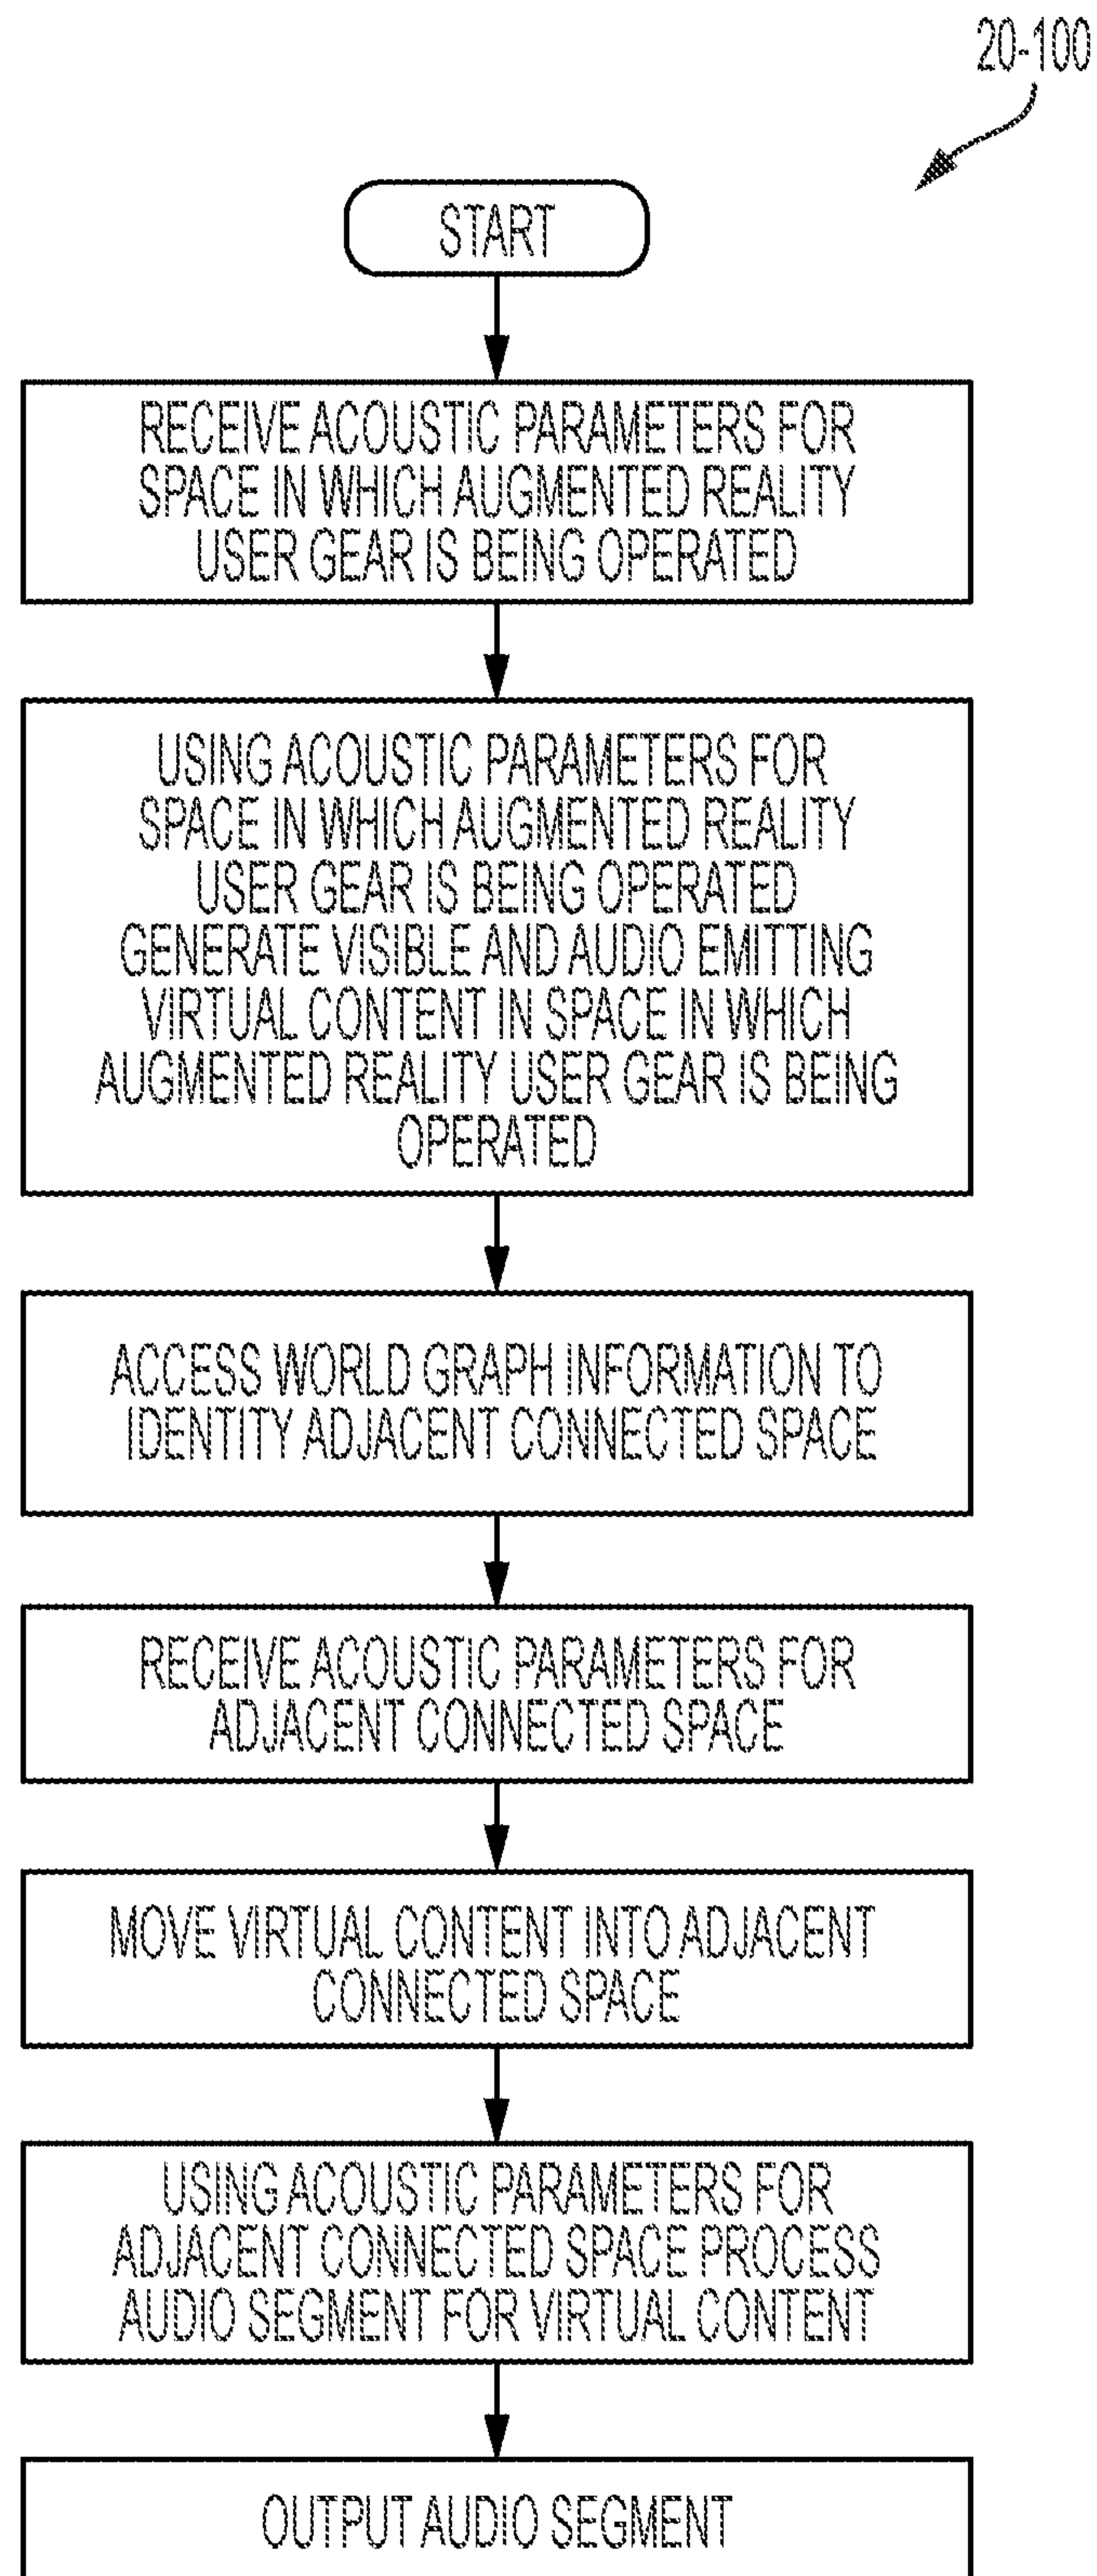 20-100
START
RECEIVE ACOUSTIC PARAMETERS FOR
SPACE IN WHICH AUGMENTED REALITY
USER GEAR IS BEING OPERATED
USING ACOUSTIC PARAMETERS FOR
SPACE IN WHICH AUGMENTED REALITY
USER GEAR IS BEING OPERATED
GENERATE VISIBLE AND AUDIO EMITTING
VIRTUAL CONTENT IN SPACE IN WHICH
AUGMENTED REALITY USER GEAR IS BEING
OPERATED
ACCESS WORLD GRAPH INFORMATION TO
IDENTITY ADJACENT CONNECTED SPACE
RECEIVE ACOUSTIC PARAMETERS FOR
ADJACENT CONNECTED SPACE
MOVE VIRTUAL CONTENT INTO ADJACENT
CONNECTED SPACE
USING ACOUSTIC PARAMETERS FOR
ADJACENT CONNECTED SPACE PROCESS
AUDIO SEGMENT FOR VIRTUAL CONTENT
OUTPUT AUDIO SEGMENT